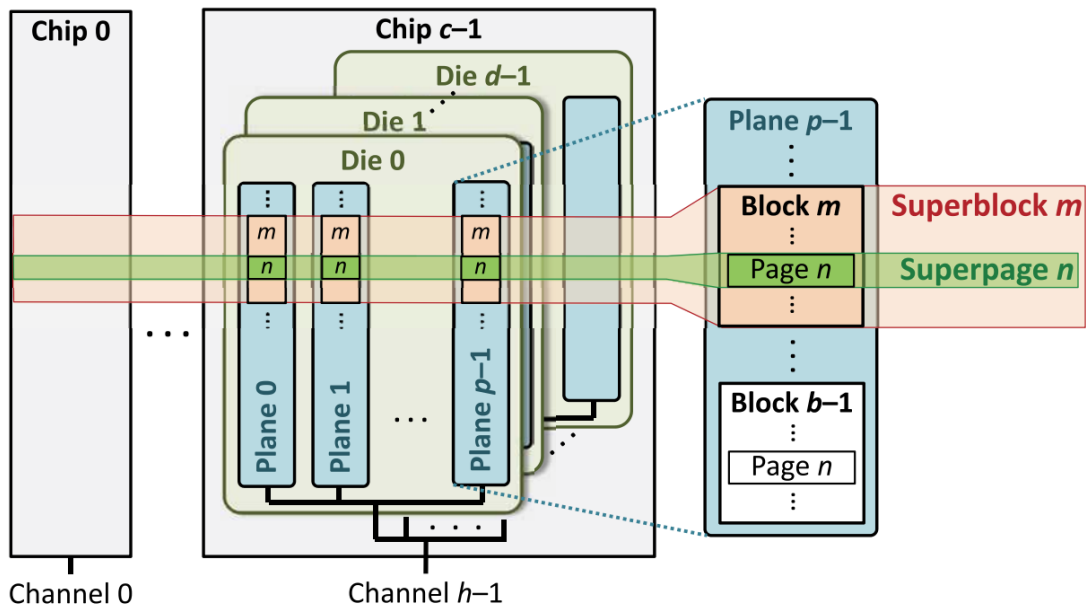 Chip 0
Chip c–1
Die d–1
Die 1
Die 0
Plane p–1
Block m
Superblock m
m
m
m
n
n
n
Page n
Superpage n
Plane 0
Plane 1
Plane p–1
Block b–1
Page n
Channel 0
Channel h–1